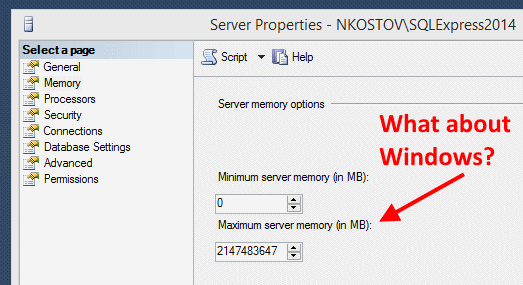 Server Properties - NKOSTOV\SQLExpress2014
Select a page
General
Memory
Processors
Security
Connections
Database Settings
Advanced
Permissions
Script
Help
Server memory options
What about
Windows?
Minimum server memory (in MB):
0
Maximum server memory (in MB):
2147483647